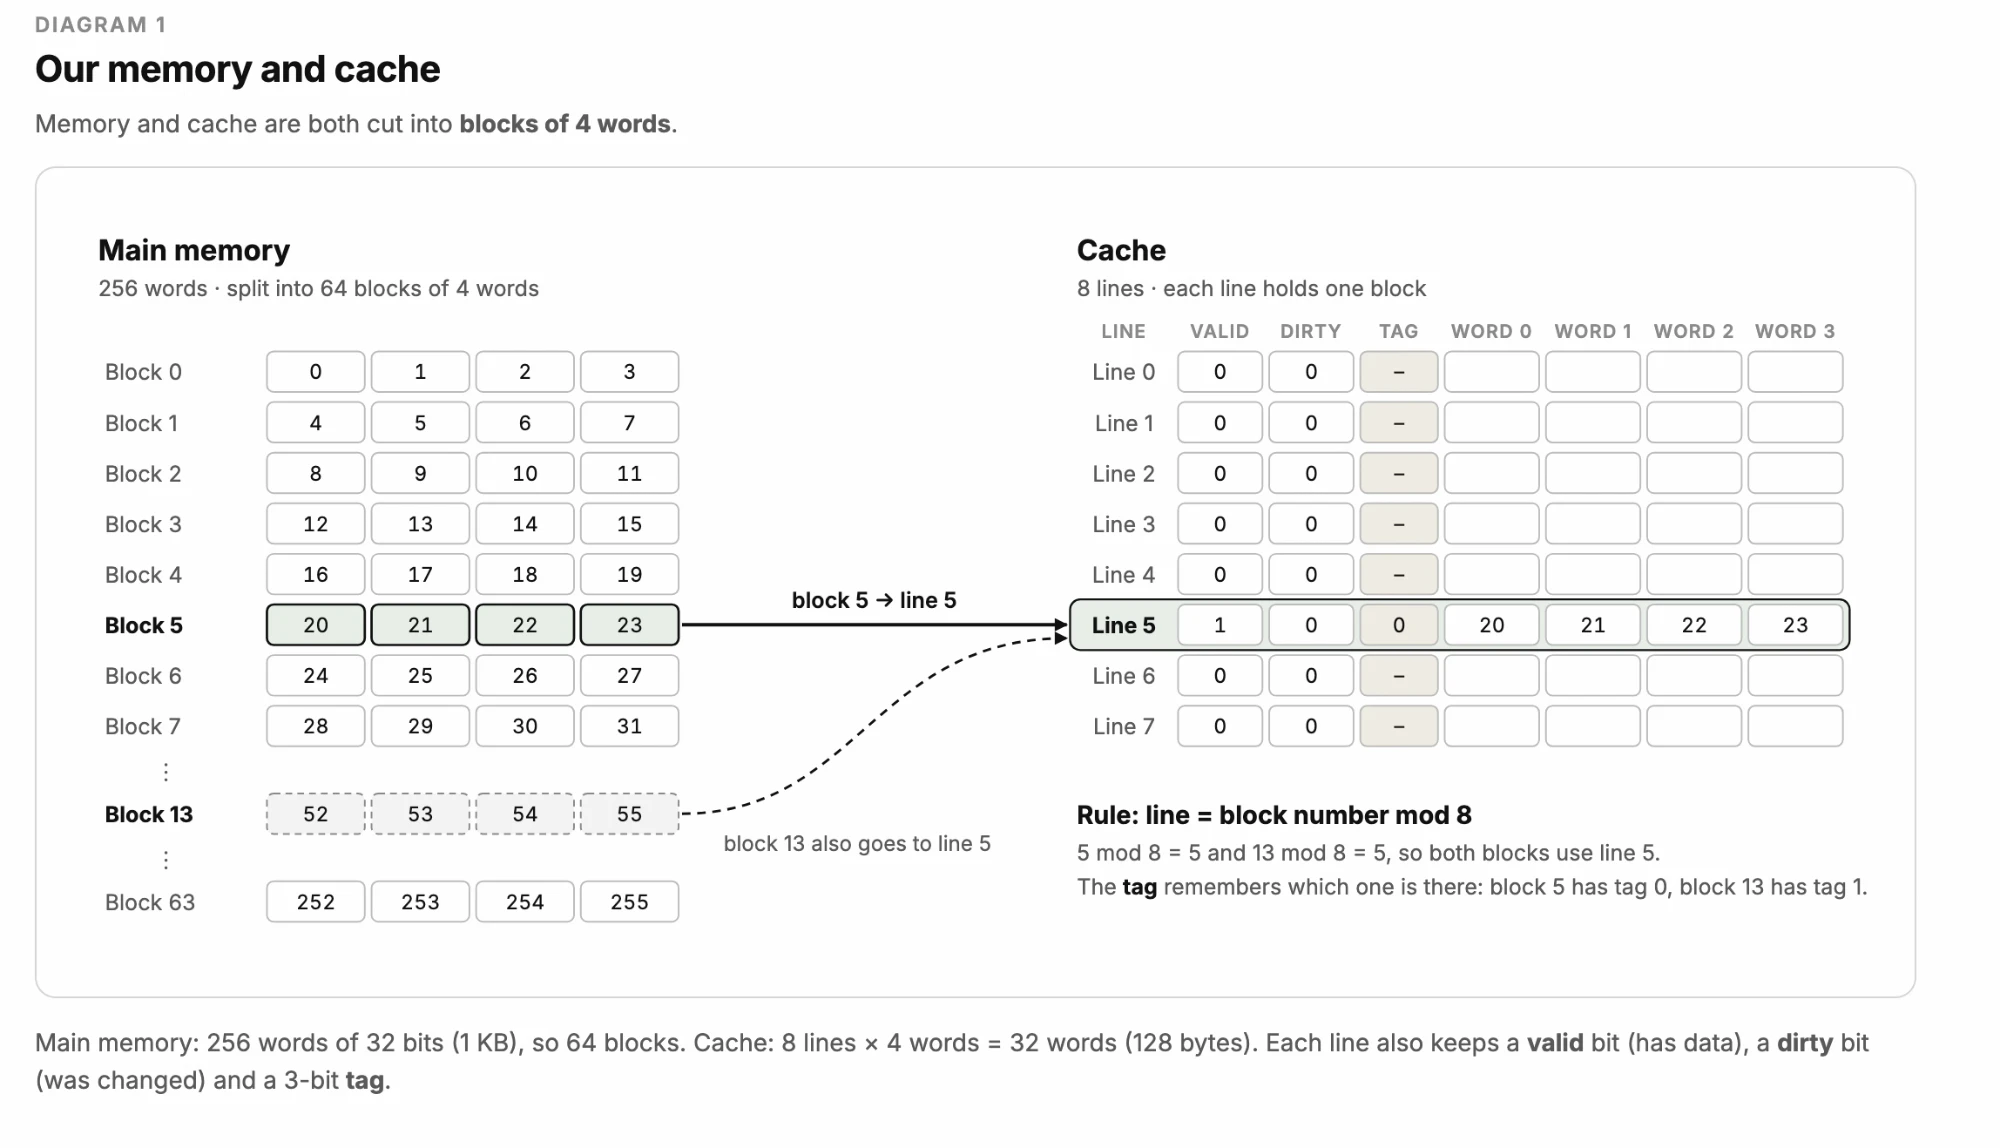 DIAGRAM 1
Our memory and cache
Memory and cache are both cut into blocks of 4 words.
Main memory
256 words · split into 64 blocks of 4 words
Block 0 0 1 2 3
Block 1 4 5 6 7
Block 2 8 9 10 11
Block 3 12 13 14 15
Block 4 16 17 18 19
Block 5 20 21 22 23
Block 6 24 25 26 27
Block 7 28 29 30 31
⋮
Block 13 52 53 54 55
⋮
Block 63 252 253 254 255
block 5 → line 5
block 13 also goes to line 5
Cache
8 lines · each line holds one block
LINE VALID DIRTY TAG WORD 0 WORD 1 WORD 2 WORD 3
Line 0 0 0 –
Line 1 0 0 –
Line 2 0 0 –
Line 3 0 0 –
Line 4 0 0 –
Line 5 1 0 0 20 21 22 23
Line 6 0 0 –
Line 7 0 0 –
Rule: line = block number mod 8
5 mod 8 = 5 and 13 mod 8 = 5, so both blocks use line 5.
The tag remembers which one is there: block 5 has tag 0, block 13 has tag 1.
Main memory: 256 words of 32 bits (1 KB), so 64 blocks. Cache: 8 lines × 4 words = 32 words (128 bytes). Each line also keeps a valid bit (has data), a dirty bit
(was changed) and a 3-bit tag.